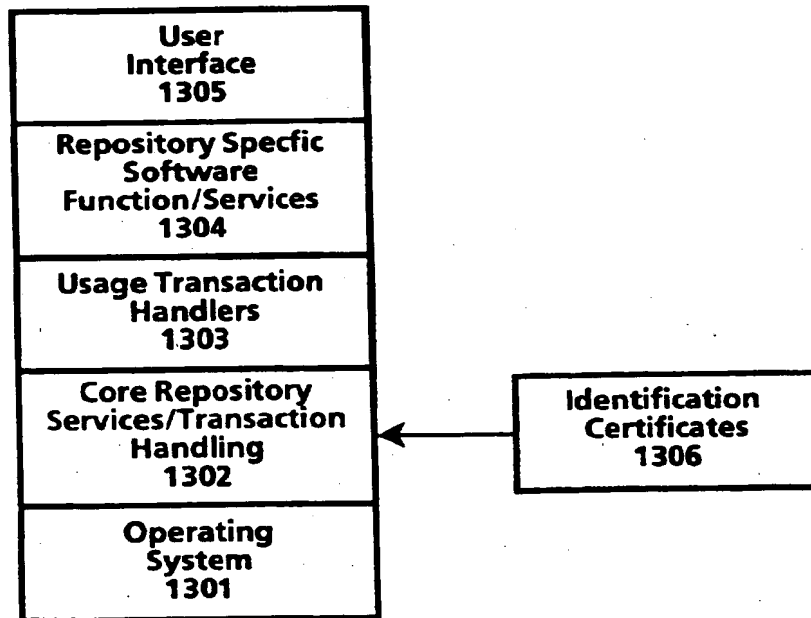 User
Interface
1305
Repository Specfic
Software
Function/Services
1304
Usage Transaction
Handlers
1303
Core Repository
Services/Transaction
Handling
1302
Operating
System
1301
Identification
Certificates
1306